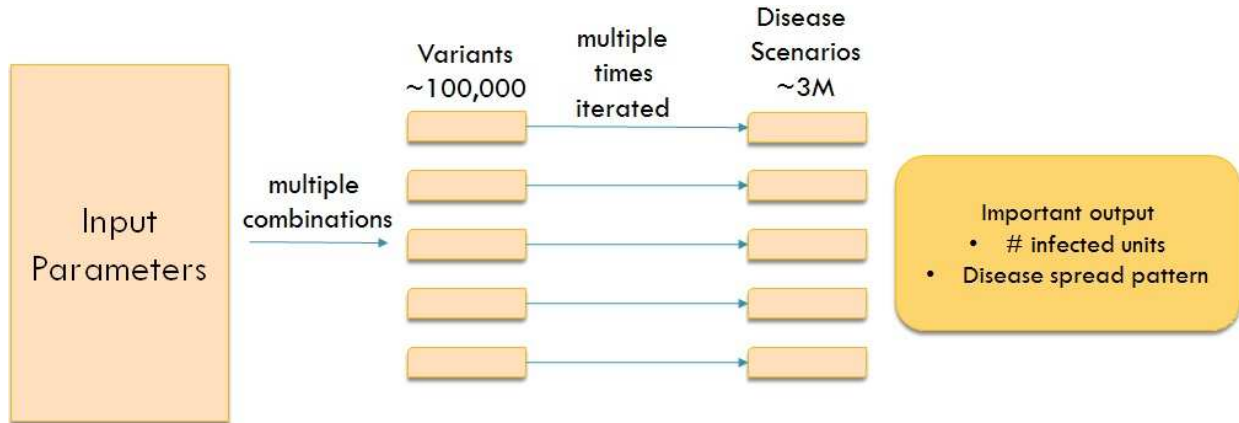 Input
Parameters
multiple
combinations
Variants
~100,000
multiple
times
iterated
Disease
Scenarios
~3M
Important output
• # infected units
• Disease spread pattern